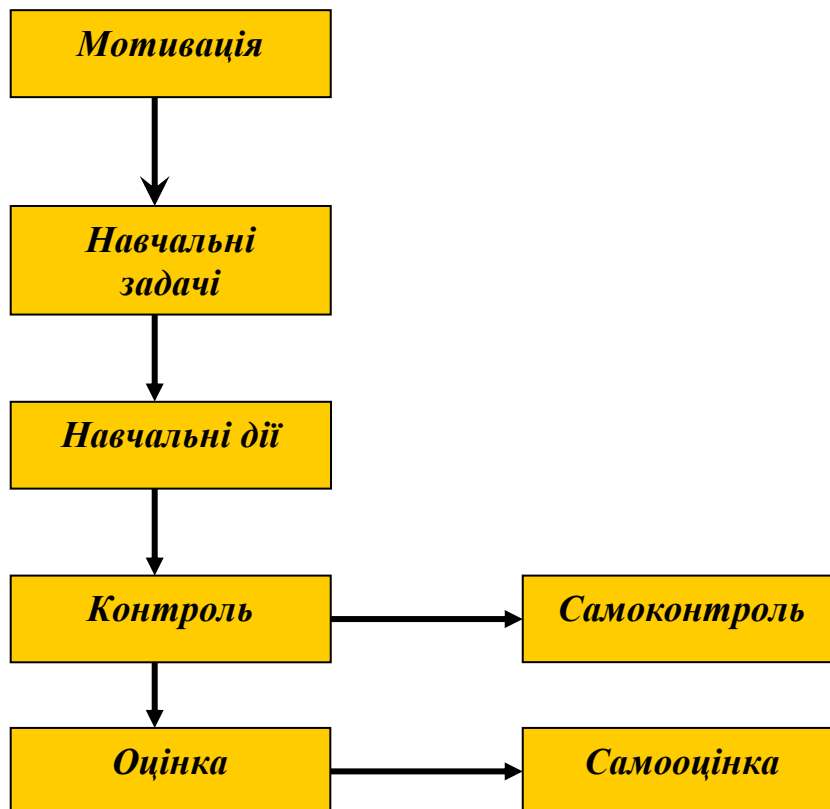 Мотивація
Навчальні
задачі
Навчальні дії
Контроль
Самоконтроль
Оцінка
Самооцінка